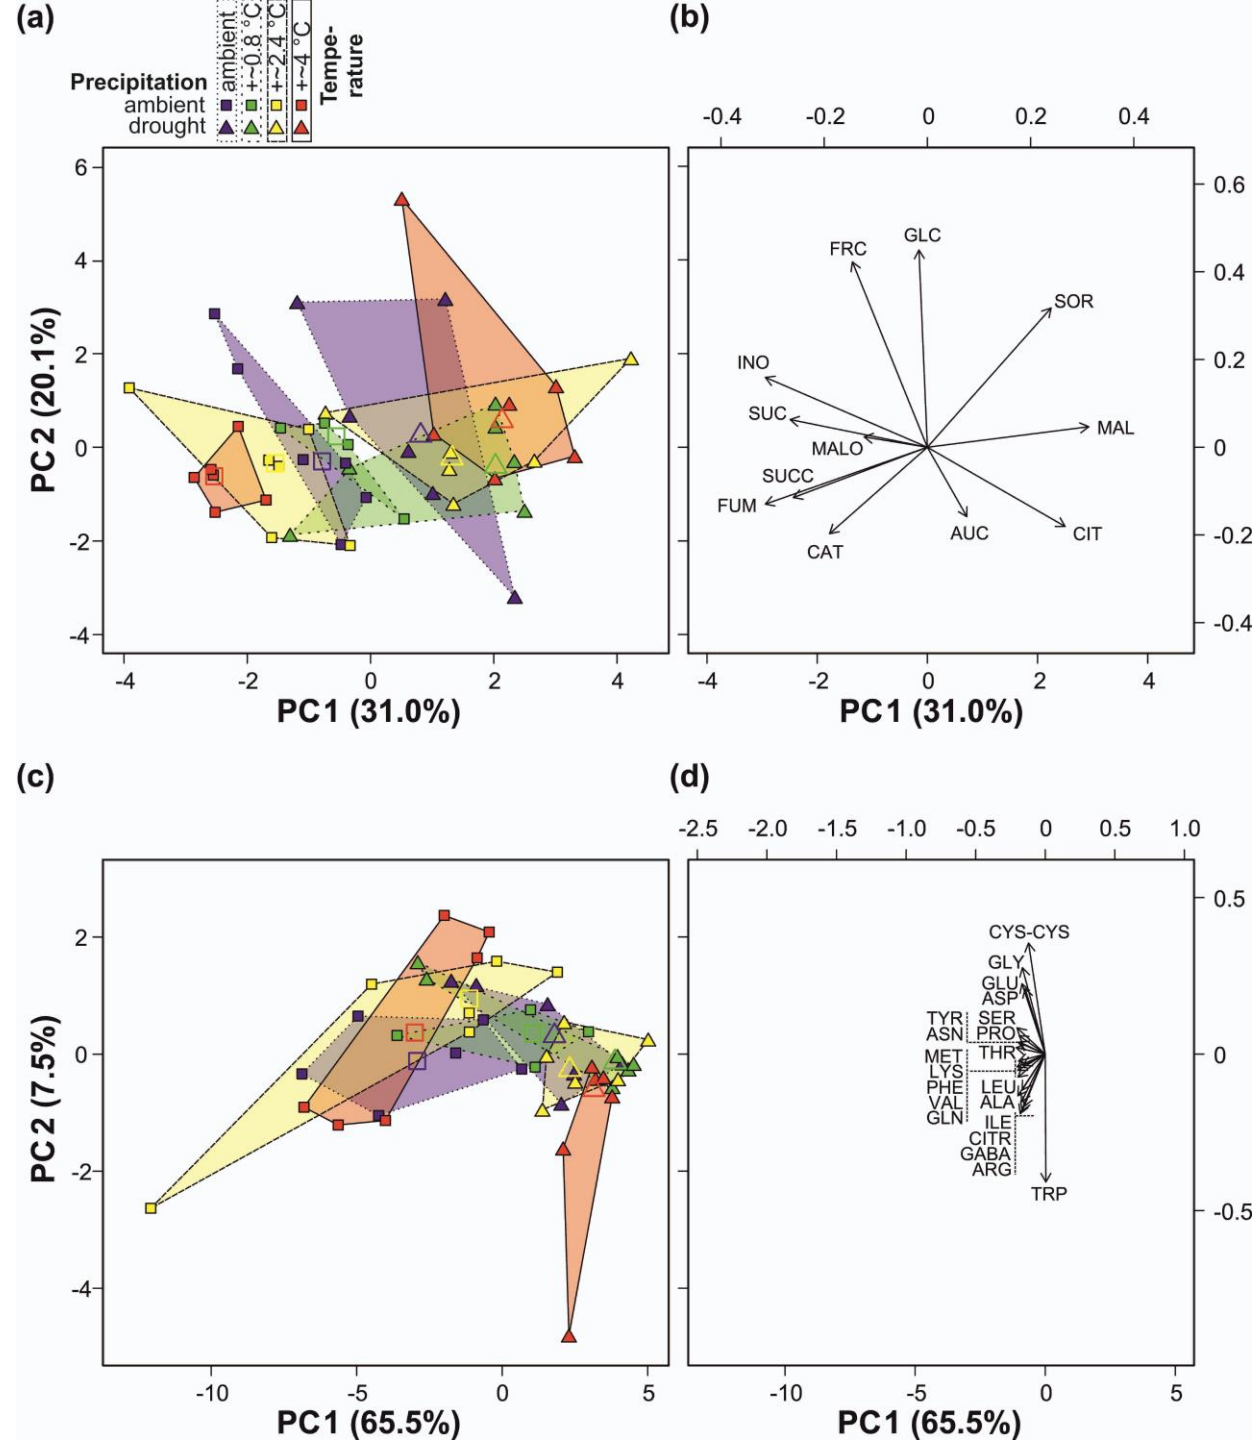 (a)
ambient
+~0.8 °C
+~2.4 °C
+~4 °C
Tempe-
rature
Precipitation
ambient
drought
6
4
2
0
-2
-4
PC 2 (20.1%)
-4 -2 0 2 4
PC1 (31.0%)
(b)
-0.4 -0.2 0 0.2 0.4
0.6
0.4
0.2
0
-0.2
-0.4
GLC
FRC
SOR
INO
SUC
MAL
MALO
SUCC
FUM
AUC
CIT
CAT
-4 -2 0 2 4
PC1 (31.0%)
(c)
2
0
-2
-4
PC 2 (7.5%)
-10 -5 0 5
PC1 (65.5%)
(d)
-2.5 -2.0 -1.5 -1.0 -0.5 0 0.5 1.0
0.5
0
-0.5
CYS-CYS
GLY
GLU
ASP
TYR SER
ASN PRO
THR
MET
LYS
PHE LEU
VAL ALA
GLN
ILE
CITR
GABA
ARG
TRP
-10 -5 0 5
PC1 (65.5%)